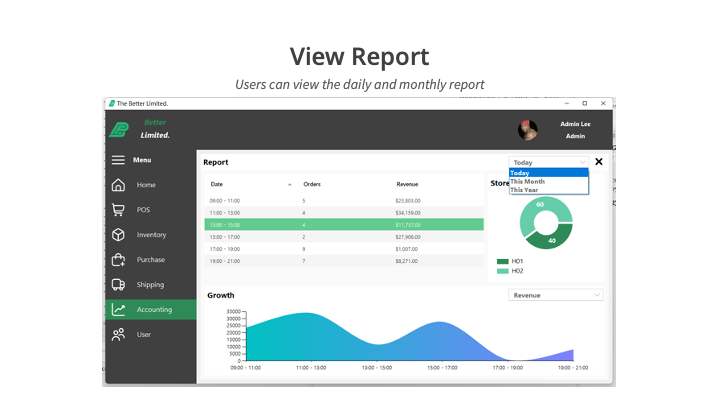 View Report
Users can view the daily and monthly report
The Better Limited,
Better
Limited.
Admin Lee
Admin
Menu
Home
POS
Inventory
Purchase
Shipping
Accounting
User
Report
Today
Today
This Month
This Year
Date Orders Revenue
09:00 - 11:00 5 $23,803.00
11:00 - 13:00 4 $34,159.00
13:00 - 15:00 4 $11,737.00
13:00 - 17:00 2 $27,906.00
17:00 - 19:00 9 $1,007.00
19:00 - 21:00 7 $8,271.00
Store
60
40
H01
H02
Growth
Revenue
35000
30000
25000
20000
15000
10000
5000
0
09:00 - 11:00 11:00 - 13:00 13:00 - 15:00 15:00 - 17:00 17:00 - 19:00 19:00 - 21:00